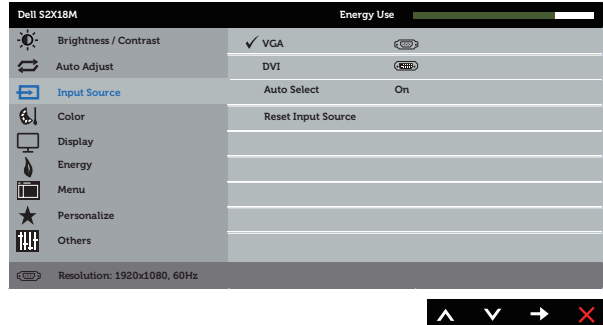 Dell S2X18M Energy Use
Brightness / Contrast
Auto Adjust
Input Source
Color
Display
Energy
Menu
Personalize
Others
VGA
DVI
Auto Select On
Reset Input Source
Resolution: 1920x1080, 60Hz